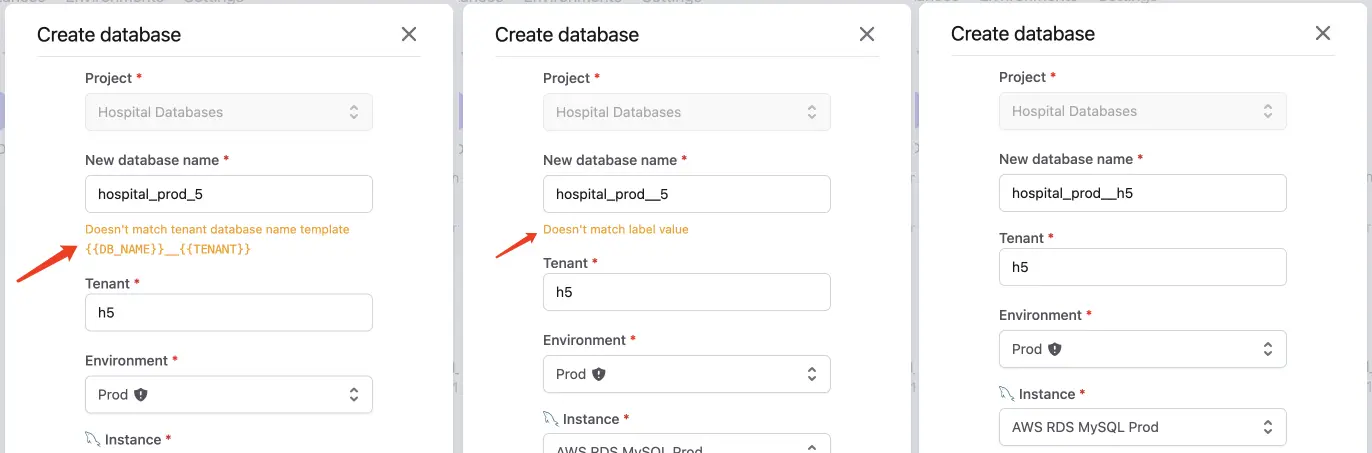 Create database
Project *
Hospital Databases
New database name *
hospital_prod_5
Doesn't match tenant database name template
{{DB_NAME}}__{{TENANT}}
Tenant *
h5
Environment *
Prod
Instance *
Create database
Project *
Hospital Databases
New database name *
hospital_prod__5
Doesn't match label value
Tenant *
h5
Environment *
Prod
Instance *
AWS RDS MySQL Prod
Create database
Project *
Hospital Databases
New database name *
hospital_prod__h5
Tenant *
h5
Environment *
Prod
Instance *
AWS RDS MySQL Prod